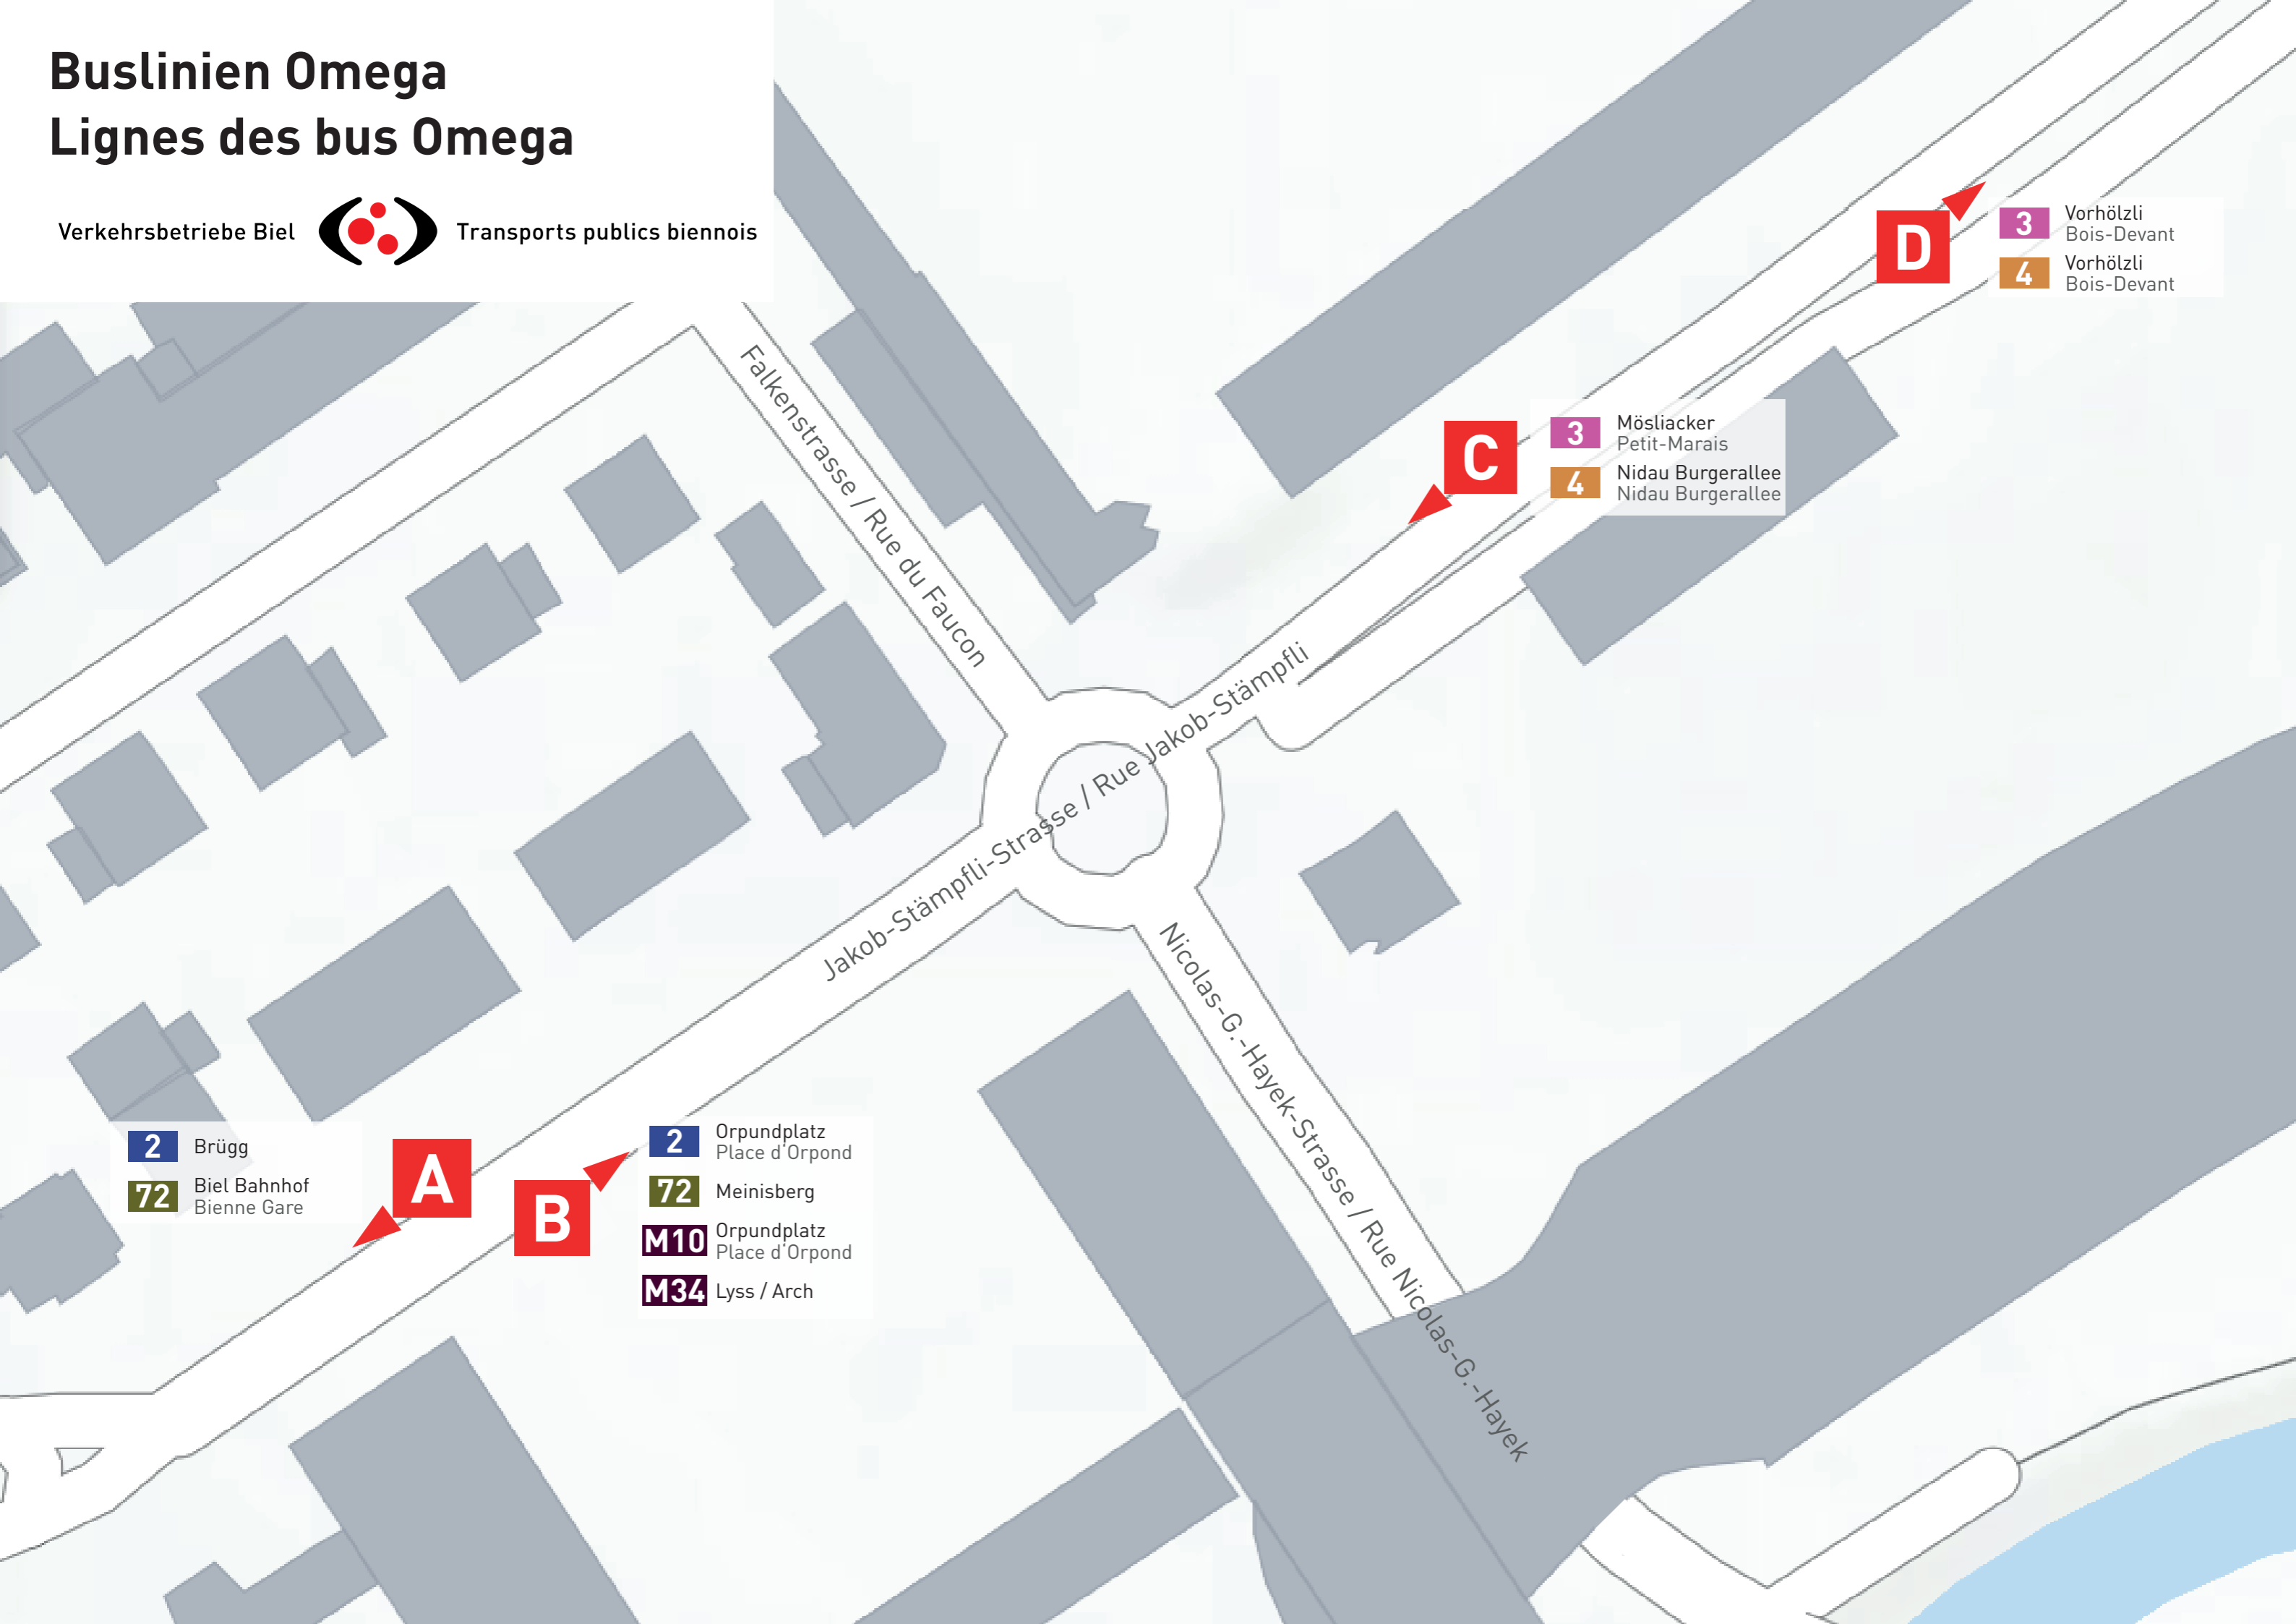 Buslinien Omega
Lignes des bus Omega
Verkehrsbetriebe Biel
Transports publics biennois
Falkenstrasse / Rue du Faucon
D
3 Vorhölzli
Bois-Devant
4 Vorhölzli
Bois-Devant
C
3 Mösliacker
Petit-Marais
4 Nidau Burgerallee
Nidau Burgerallee
Jakob-Stämpfli-Strasse / Rue Jakob-Stämpfli
Nicolas-G.-Hayek-Strasse / Rue Nicolas-G.-Hayek
2 Brügg
72 Biel Bahnhof
Bienne Gare
A
B
2 Orpundplatz
Place d'Orpond
72 Meinisberg
M10 Orpundplatz
Place d'Orpond
M34 Lyss / Arch